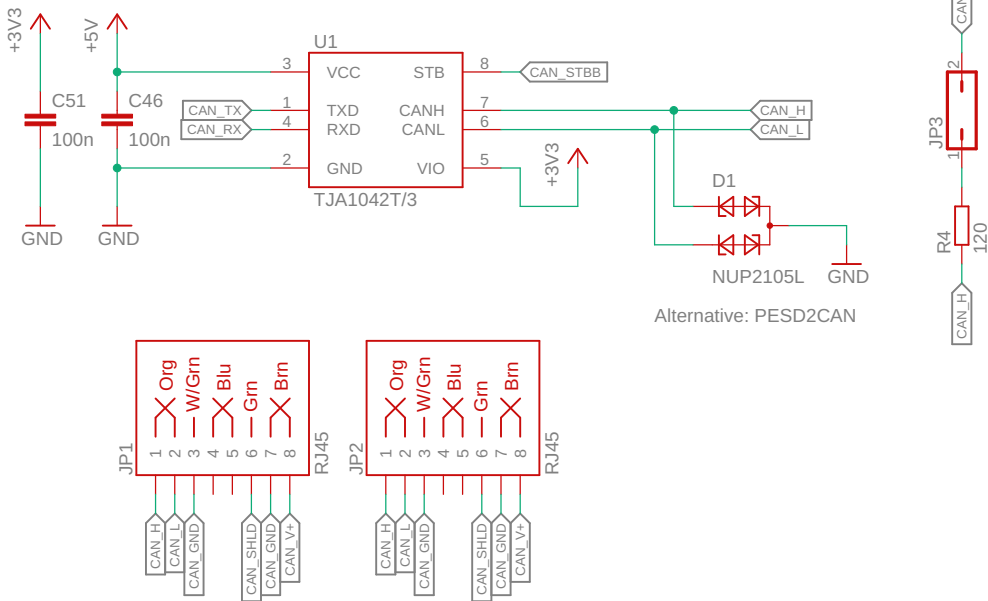 +3V3
+5V
C51
100n
C46
100n
GND
GND
U1
3 VCC STB 8 CAN_STBB
CAN_TX 1 TXD CANH 7 CAN_H
CAN_RX 4 RXD CANL 6 CAN_L
2 GND VIO 5
TJA1042T/3
+3V3
D1
NUP2105L
GND
Alternative: PESD2CAN
CAN
2
JP3
1
R4
120
CAN_H
JP1
Org
W/Grn
Blu
Grn
Brn
1 2 3 4 5 6 7 8
RJ45
CAN_H
CAN_L
CAN_GND
CAN_SHLD
CAN_GND
CAN_V+
JP2
Org
W/Grn
Blu
Grn
Brn
1 2 3 4 5 6 7 8
RJ45
CAN_H
CAN_L
CAN_GND
CAN_SHLD
CAN_GND
CAN_V+